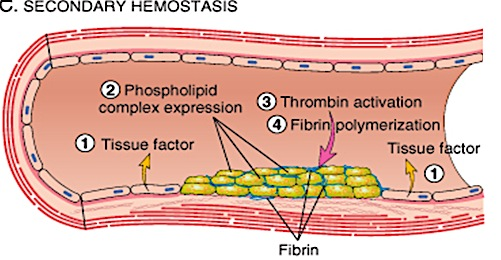 C. SECONDARY HEMOSTASIS
2 Phospholipid
complex expression
3 Thrombin activation
4 Fibrin polymerization
1 Tissue factor
Tissue factor
1
Fibrin